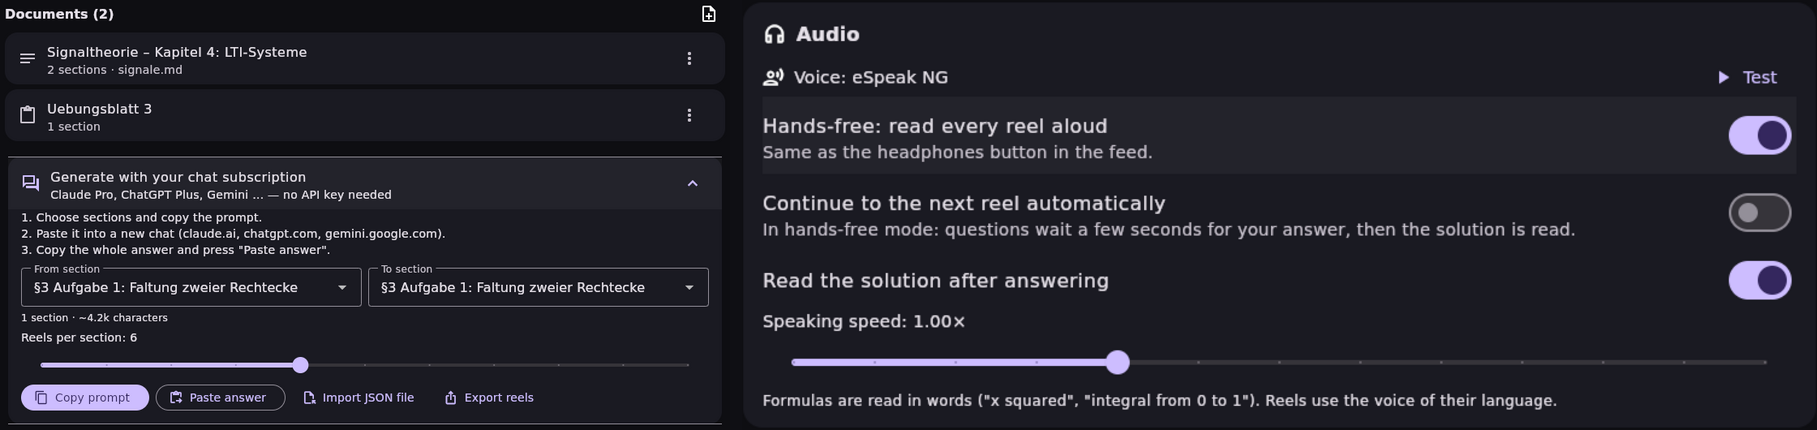 Documents (2)
Signaltheorie – Kapitel 4: LTI-Systeme
2 sections · signale.md
Uebungsblatt 3
1 section
Generate with your chat subscription
Claude Pro, ChatGPT Plus, Gemini ... — no API key needed
1. Choose sections and copy the prompt.
2. Paste it into a new chat (claude.ai, chatgpt.com, gemini.google.com).
3. Copy the whole answer and press "Paste answer".
From section
§3 Aufgabe 1: Faltung zweier Rechtecke
To section
§3 Aufgabe 1: Faltung zweier Rechtecke
1 section · ~4.2k characters
Reels per section: 6
Copy prompt
Paste answer
Import JSON file
Export reels
Audio
Voice: eSpeak NG
Test
Hands-free: read every reel aloud
Same as the headphones button in the feed.
Continue to the next reel automatically
In hands-free mode: questions wait a few seconds for your answer, then the solution is read.
Read the solution after answering
Speaking speed: 1.00×
Formulas are read in words ("x squared", "integral from 0 to 1"). Reels use the voice of their language.